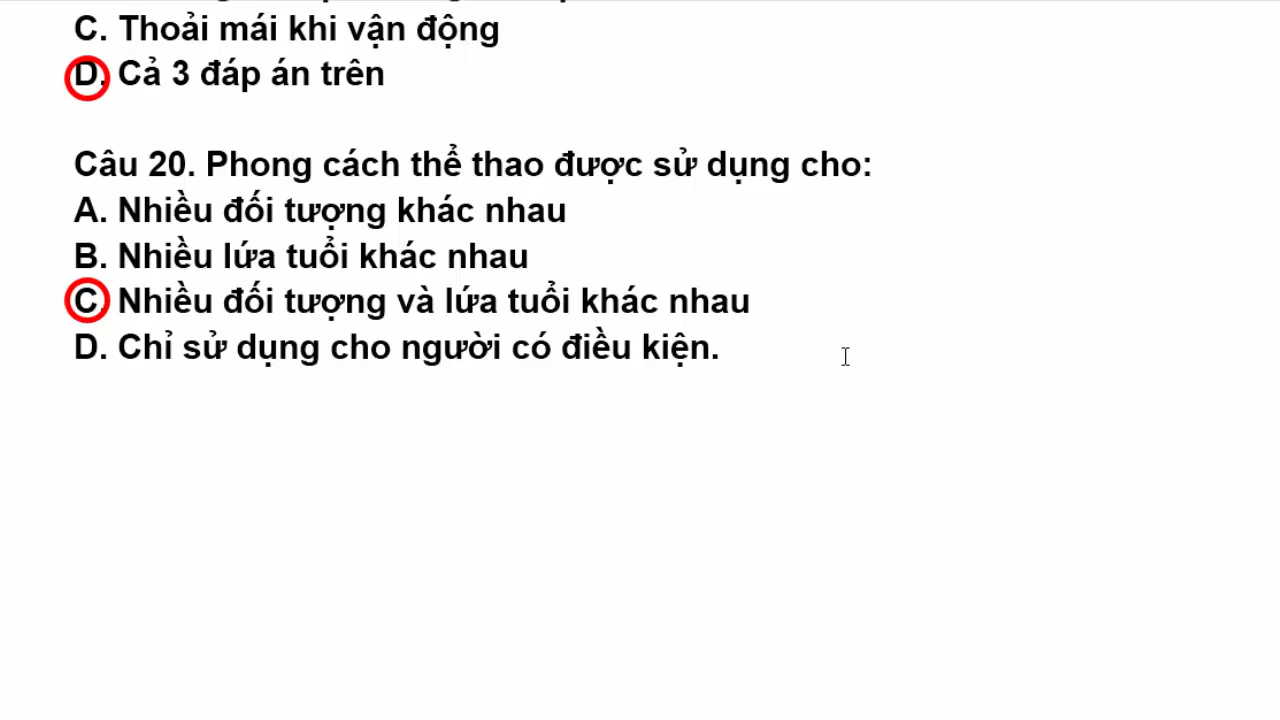 C. Thoải mái khi vận động
D. Cả 3 đáp án trên
Câu 20. Phong cách thể thao được sử dụng cho:
A. Nhiều đối tượng khác nhau
B. Nhiều lứa tuổi khác nhau
C. Nhiều đối tượng và lứa tuổi khác nhau
D. Chỉ sử dụng cho người có điều kiện.